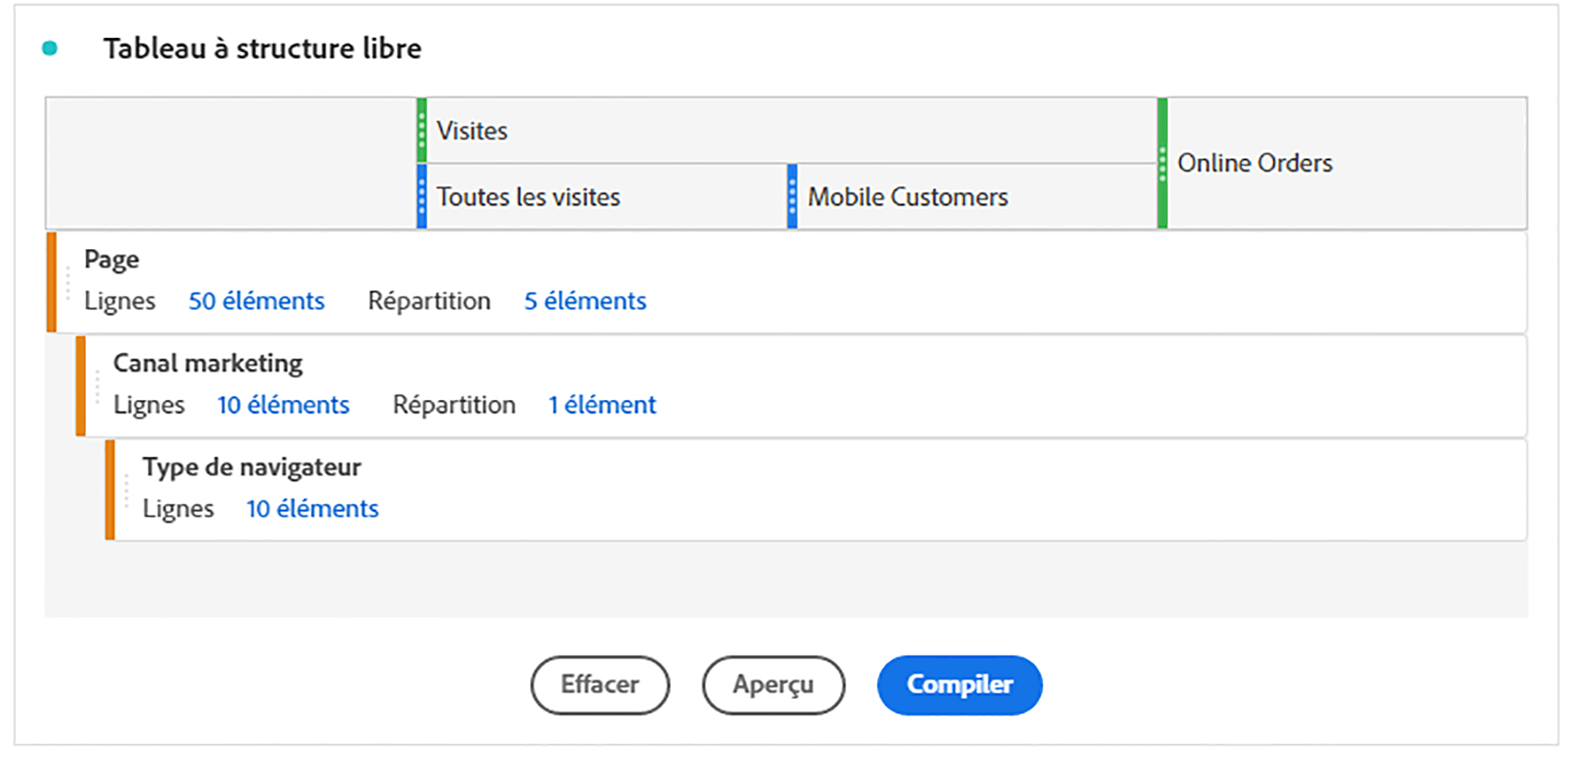 Tableau à structure libre
Visites
Online Orders
Toutes les visites Mobile Customers
Page
Lignes 50 éléments Répartition 5 éléments
Canal marketing
Lignes 10 éléments Répartition 1 élément
Type de navigateur
Lignes 10 éléments
Effacer Aperçu Compiler